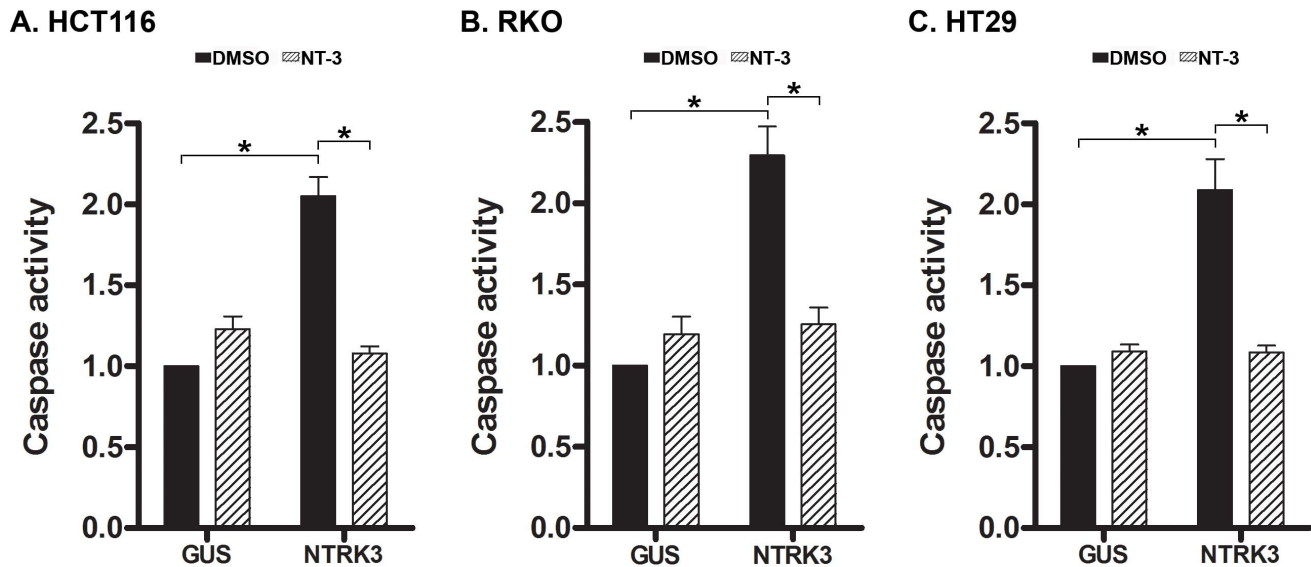 A. HCT116
DMSO NT-3
* *
Caspase activity
2.5
2.0
1.5
1.0
0.5
0.0
GUS NTRK3
B. RKO
DMSO NT-3
* *
Caspase activity
2.5
2.0
1.5
1.0
0.5
0.0
GUS NTRK3
C. HT29
DMSO NT-3
* *
Caspase activity
2.5
2.0
1.5
1.0
0.5
0.0
GUS NTRK3